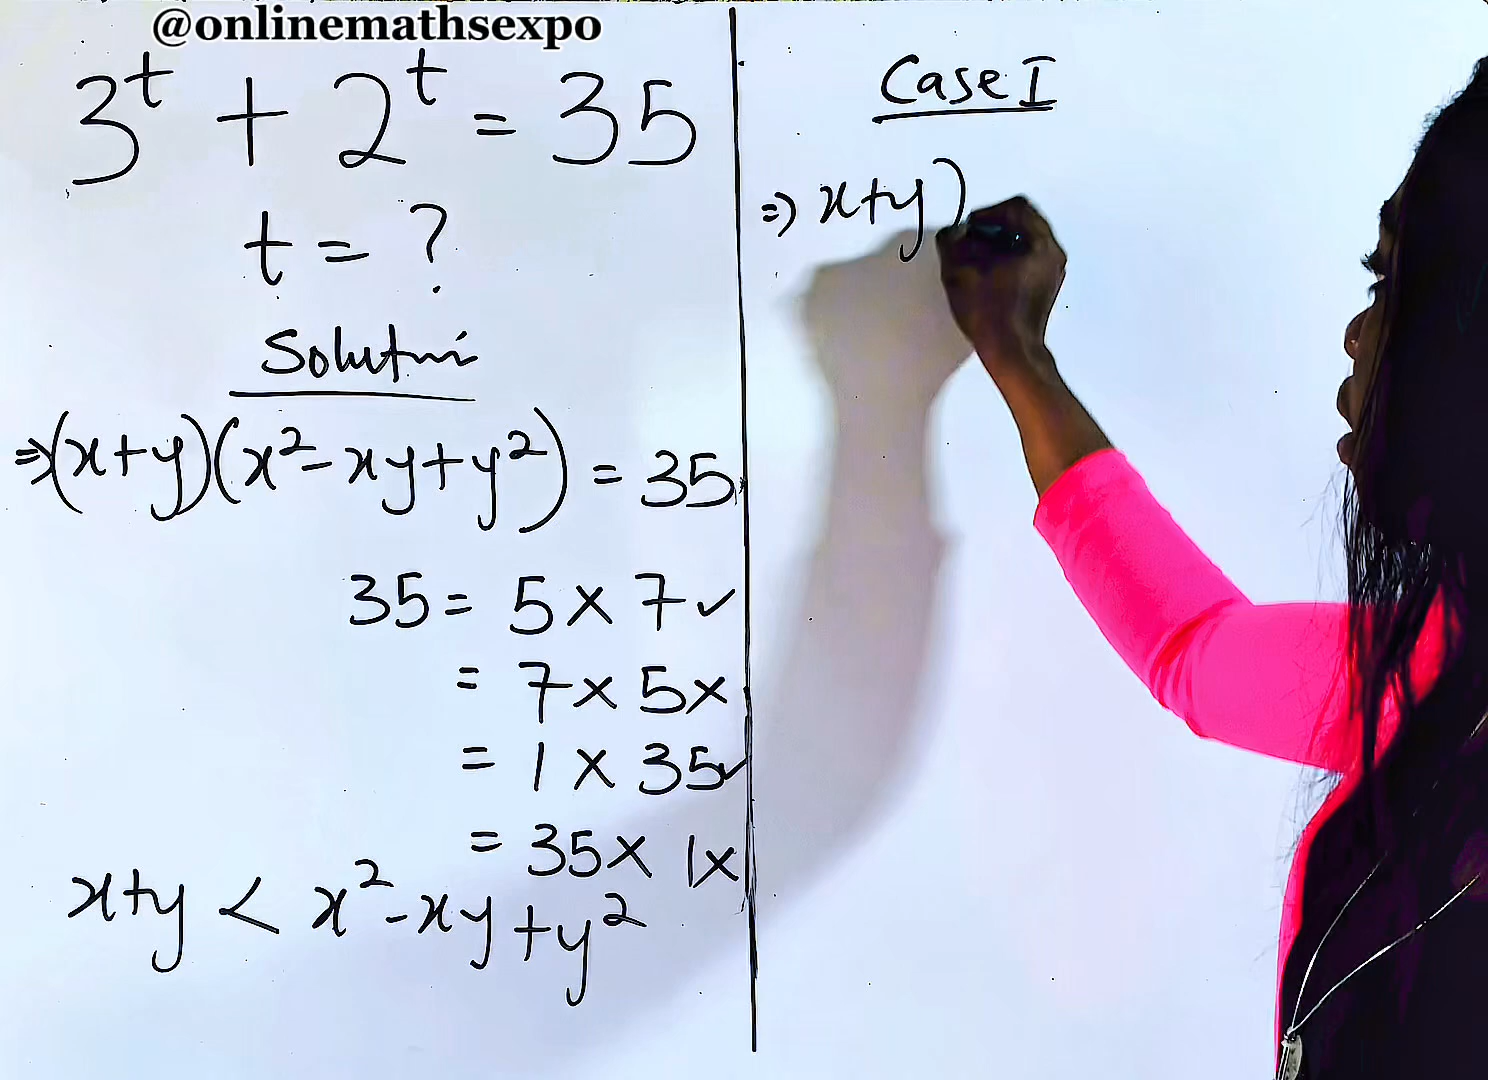 @onlinemathsexpo
3^t + 2^t = 35
t = ?
Solutni
⇒(x+y)(x²-xy+y²) = 35
35 = 5 × 7 ✓
= 7 × 5 ×
= 1 × 35 ✓
= 35 × 1 ×
x+y < x²-xy+y²
Case I
⇒ x+y)